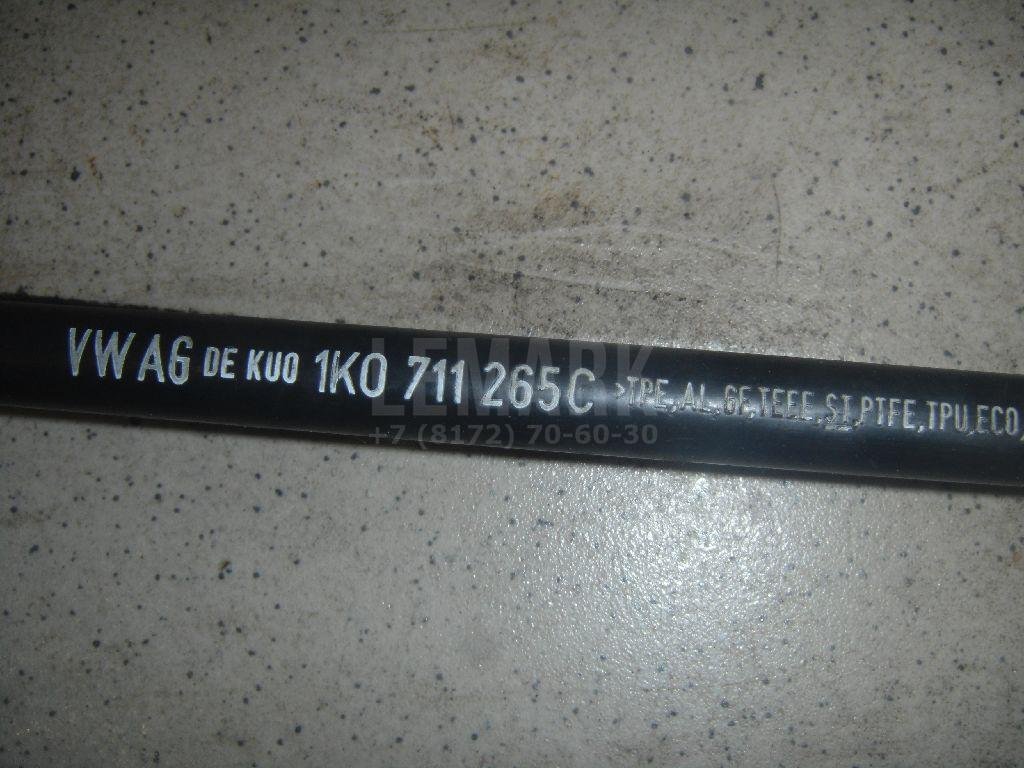 VW AG DE KUO 1K0 711 265 C >TPE,AL,GF,TEEE,SI,PTFE,TPU,ECO,
LEMARK
+7 (8172) 70-60-30